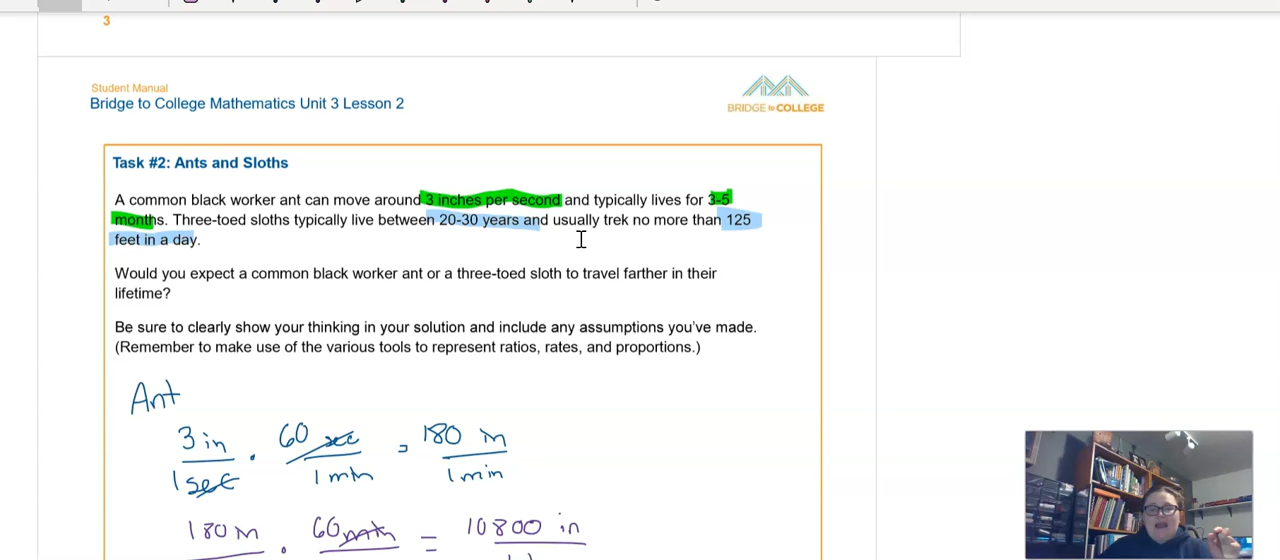 3
Student Manual
Bridge to College Mathematics Unit 3 Lesson 2
BRIDGE to COLLEGE
Task #2: Ants and Sloths
A common black worker ant can move around 3 inches per second and typically lives for 3-5
months. Three-toed sloths typically live between 20-30 years and usually trek no more than 125
feet in a day.
Would you expect a common black worker ant or a three-toed sloth to travel farther in their
lifetime?
Be sure to clearly show your thinking in your solution and include any assumptions you've made.
(Remember to make use of the various tools to represent ratios, rates, and proportions.)
Ant
3 in . 60 sec = 180 in
1 sec 1 min 1 min
180 in . 60 min = 10800 in